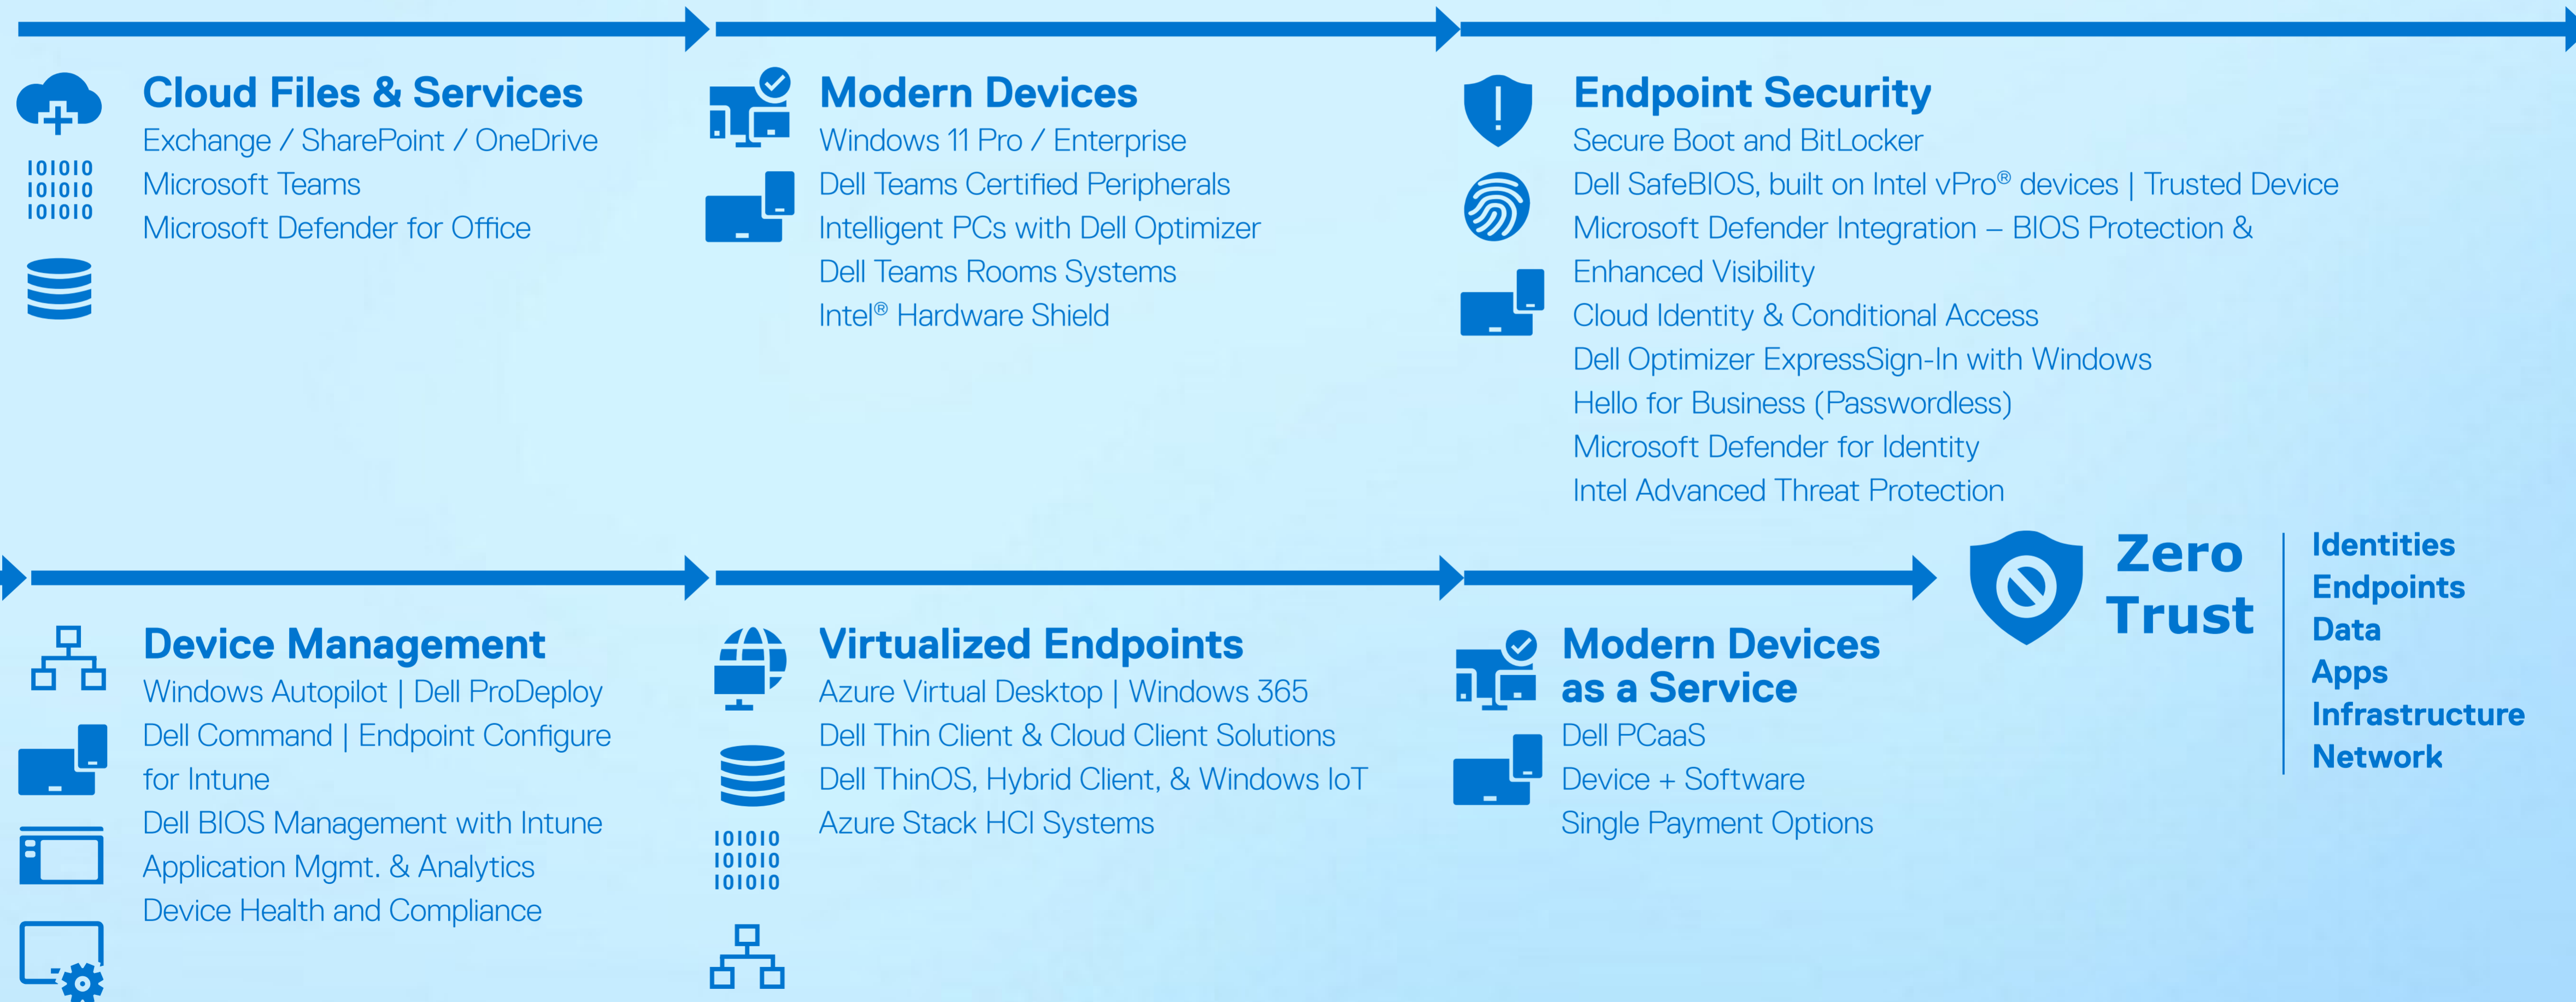 Cloud Files & Services
Exchange / SharePoint / OneDrive
Microsoft Teams
Microsoft Defender for Office
101010
101010
101010
Modern Devices
Windows 11 Pro / Enterprise
Dell Teams Certified Peripherals
Intelligent PCs with Dell Optimizer
Dell Teams Rooms Systems
Intel® Hardware Shield
Endpoint Security
Secure Boot and BitLocker
Dell SafeBIOS, built on Intel vPro® devices | Trusted Device
Microsoft Defender Integration – BIOS Protection &
Enhanced Visibility
Cloud Identity & Conditional Access
Dell Optimizer ExpressSign-In with Windows
Hello for Business (Passwordless)
Microsoft Defender for Identity
Intel Advanced Threat Protection
Device Management
Windows Autopilot | Dell ProDeploy
Dell Command | Endpoint Configure
for Intune
Dell BIOS Management with Intune
Application Mgmt. & Analytics
Device Health and Compliance
Virtualized Endpoints
Azure Virtual Desktop | Windows 365
Dell Thin Client & Cloud Client Solutions
Dell ThinOS, Hybrid Client, & Windows IoT
Azure Stack HCI Systems
101010
101010
101010
Modern Devices
as a Service
Dell PCaaS
Device + Software
Single Payment Options
Zero
Trust
Identities
Endpoints
Data
Apps
Infrastructure
Network